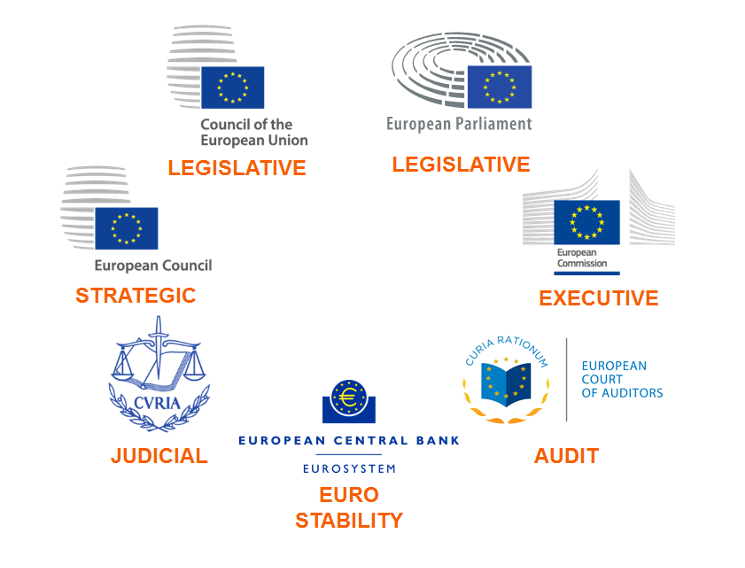 Council of the
European Union
LEGISLATIVE
European Parliament
LEGISLATIVE
European Council
STRATEGIC
European
Commission
EXECUTIVE
CVRIA
JUDICIAL
€
EUROPEAN CENTRAL BANK
EUROSYSTEM
EURO
STABILITY
CURIA RATIONUM
EUROPEAN
COURT
OF AUDITORS
AUDIT